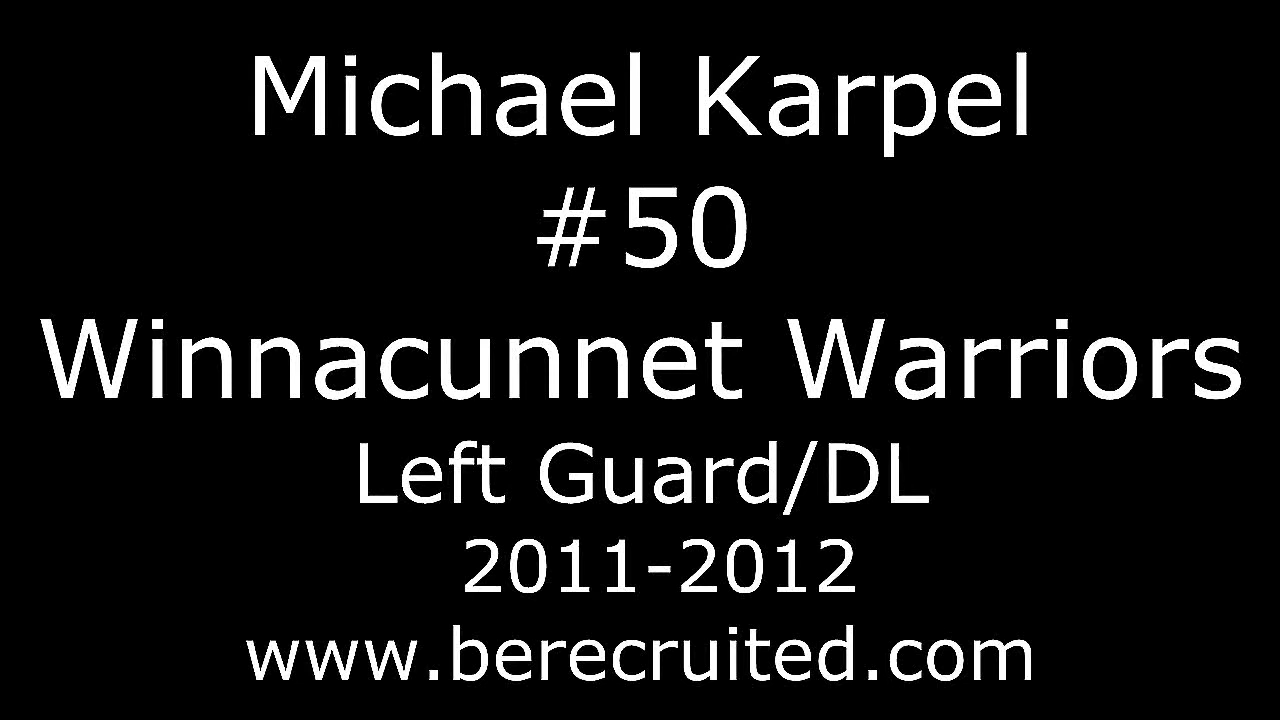 Michael Karpel
#50
Winnacunnet Warriors
Left Guard/DL
2011-2012
www.berecruited.com